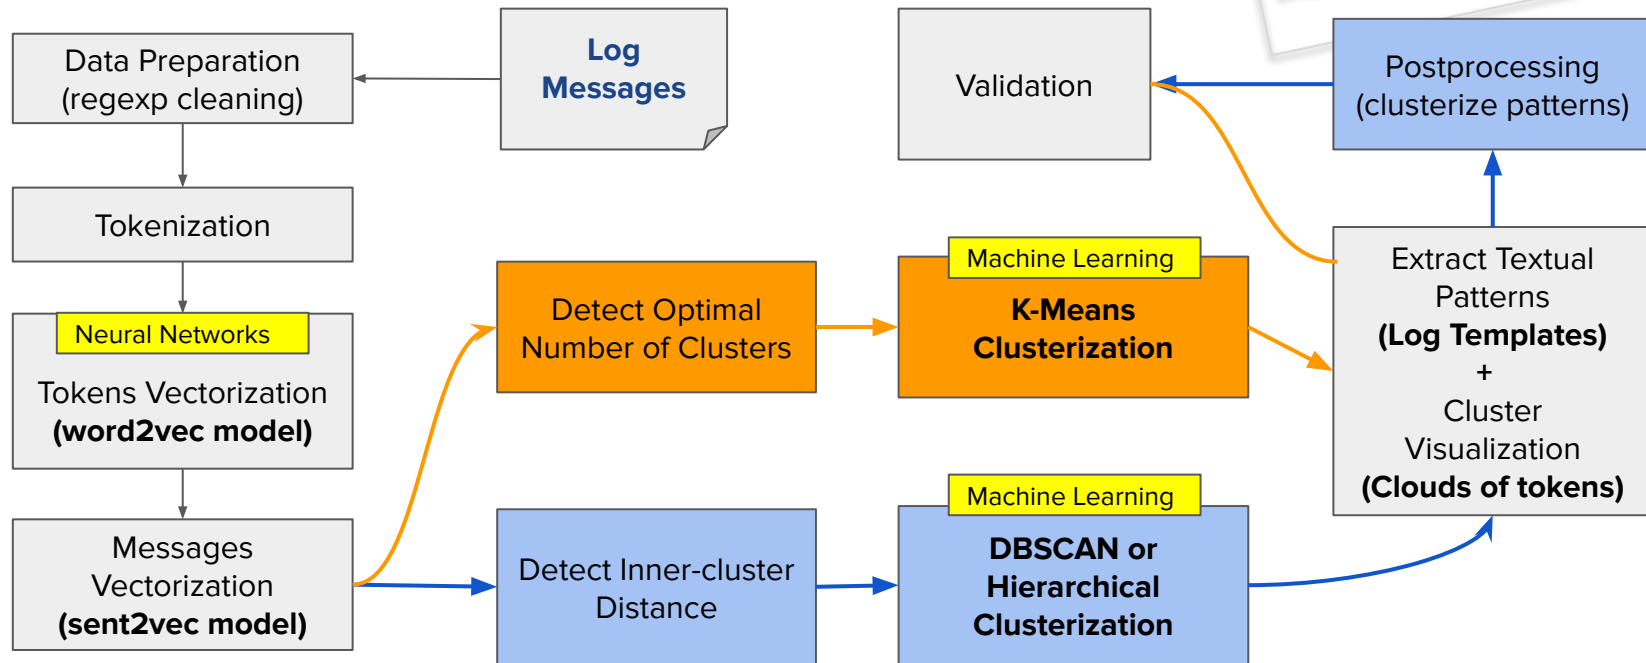 Log
Messages
Data Preparation
(regexp cleaning)
Tokenization
Neural Networks
Tokens Vectorization
(word2vec model)
Messages
Vectorization
(sent2vec model)
Detect Optimal
Number of Clusters
Machine Learning
K-Means
Clusterization
Detect Inner-cluster
Distance
Machine Learning
DBSCAN or
Hierarchical
Clusterization
Extract Textual
Patterns
(Log Templates)
+
Cluster
Visualization
(Clouds of tokens)
Postprocessing
(clusterize patterns)
Validation